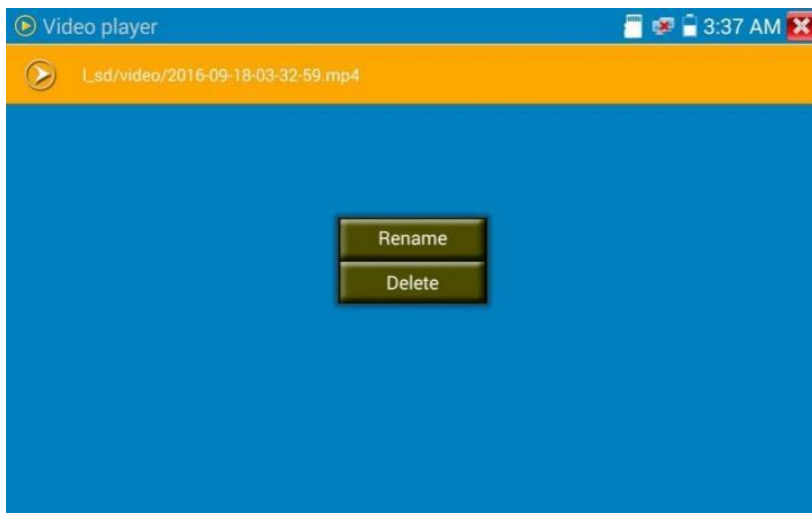 Video player
3:37 AM
l_sd/video/2016-09-18-03-32-59.mp4
Rename
Delete